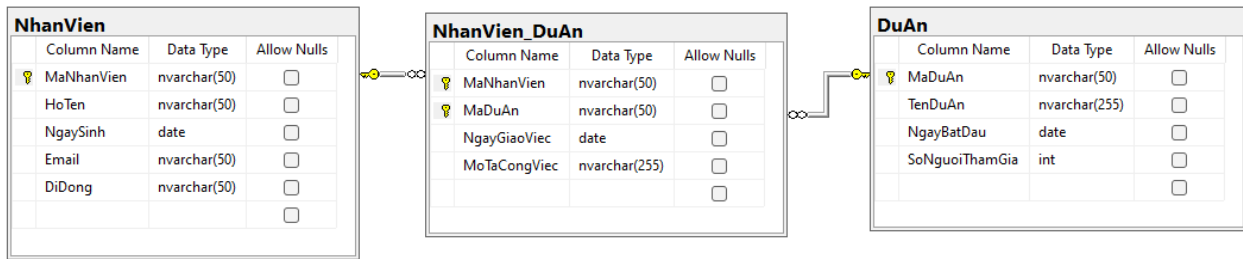 NhanVien
Column Name Data Type Allow Nulls
MaNhanVien nvarchar(50)
HoTen nvarchar(50)
NgaySinh date
Email nvarchar(50)
DiDong nvarchar(50)
NhanVien_DuAn
Column Name Data Type Allow Nulls
MaNhanVien nvarchar(50)
MaDuAn nvarchar(50)
NgayGiaoViec date
MoTaCongViec nvarchar(255)
DuAn
Column Name Data Type Allow Nulls
MaDuAn nvarchar(50)
TenDuAn nvarchar(255)
NgayBatDau date
SoNguoiThamGia int